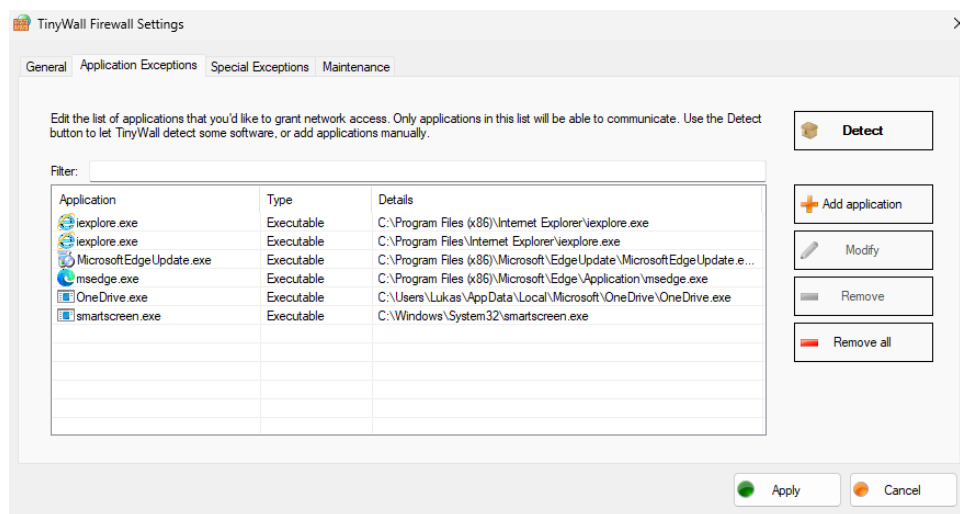 TinyWall Firewall Settings
General Application Exceptions Special Exceptions Maintenance
Edit the list of applications that you'd like to grant network access. Only applications in this list will be able to communicate. Use the Detect
button to let TinyWall detect some software, or add applications manually.
Detect
Filter:
Application Type Details
iexplore.exe Executable C:\Program Files (x86)\Internet Explorer\iexplore.exe
iexplore.exe Executable C:\Program Files\Internet Explorer\iexplore.exe
MicrosoftEdgeUpdate.exe Executable C:\Program Files (x86)\Microsoft\EdgeUpdate\MicrosoftEdgeUpdate.e...
msedge.exe Executable C:\Program Files (x86)\Microsoft\Edge\Application\msedge.exe
OneDrive.exe Executable C:\Users\Lukas\AppData\Local\Microsoft\OneDrive\OneDrive.exe
smartscreen.exe Executable C:\Windows\System32\smartscreen.exe
Add application
Modify
Remove
Remove all
Apply Cancel